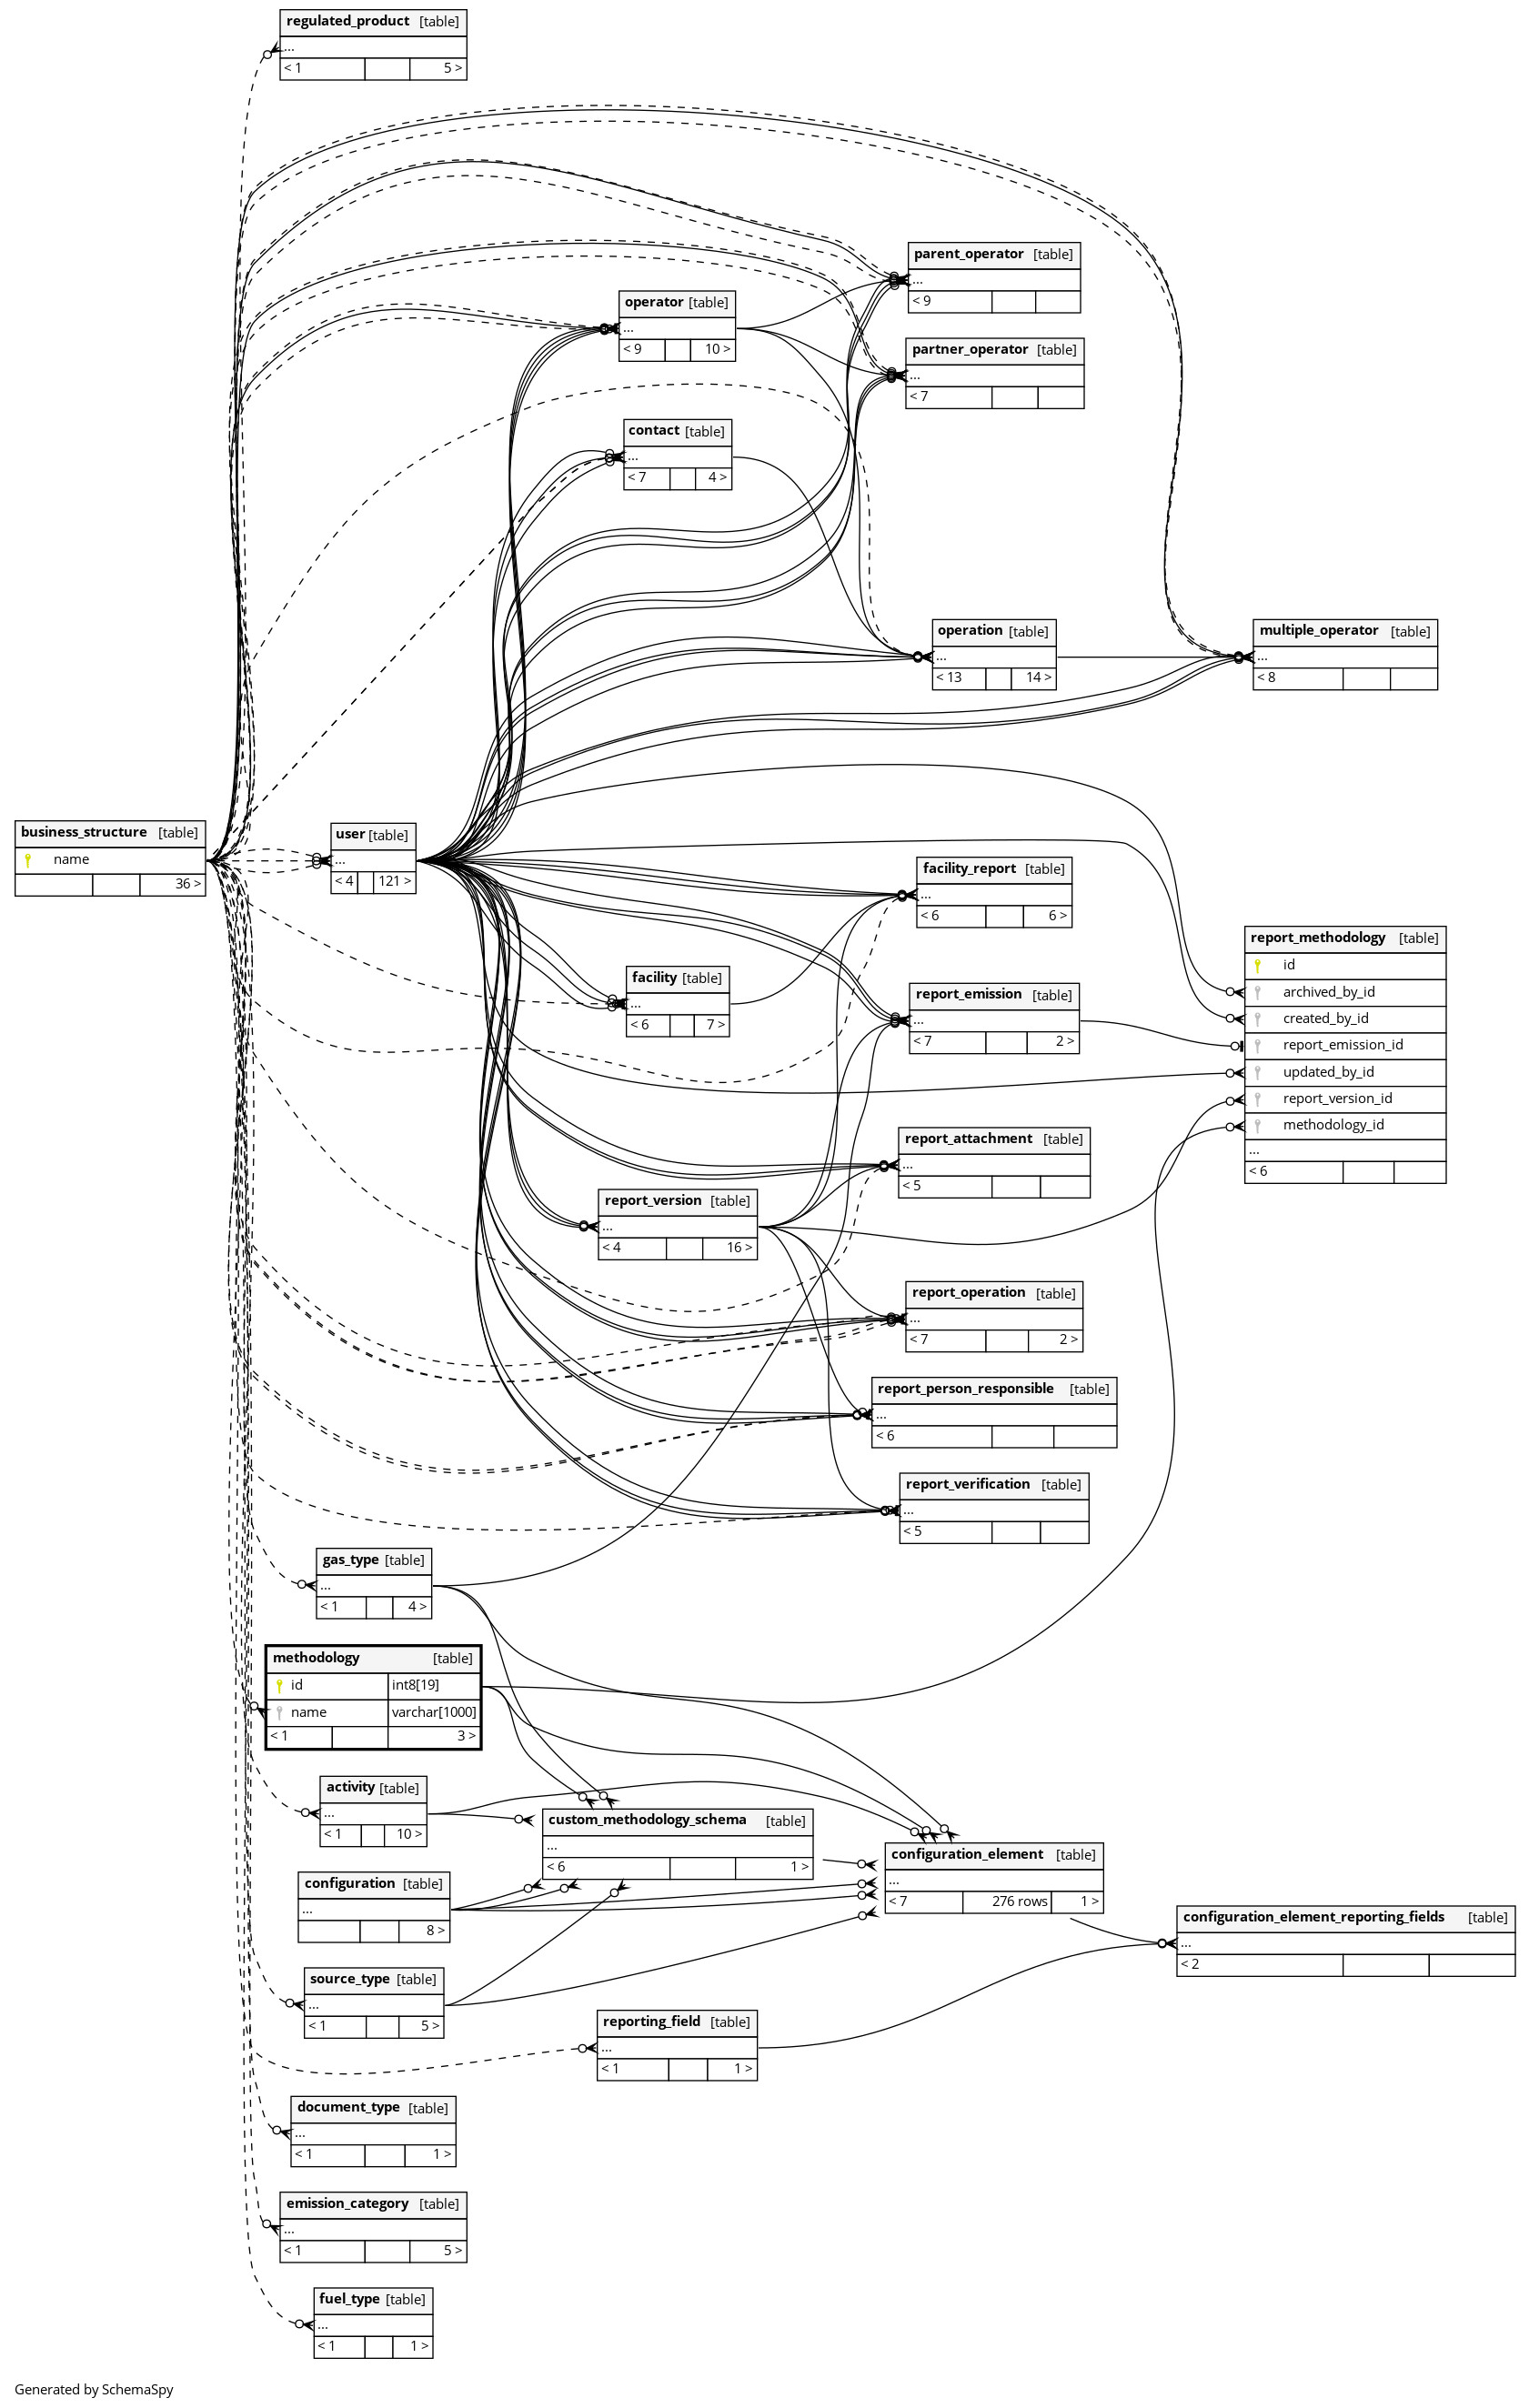 regulated_product [table]
...
< 1 5 >
parent_operator [table]
...
< 9
operator [table]
...
< 9 10 >
partner_operator [table]
...
< 7
contact [table]
...
< 7 4 >
operation [table]
...
< 13 14 >
multiple_operator [table]
...
< 8
business_structure [table]
name
36 >
user [table]
...
< 4 121 >
facility_report [table]
...
< 6 6 >
report_methodology [table]
id
archived_by_id
created_by_id
report_emission_id
updated_by_id
report_version_id
methodology_id
...
< 6
facility [table]
...
< 6 7 >
report_emission [table]
...
< 7 2 >
report_attachment [table]
...
< 5
report_version [table]
...
< 4 16 >
report_operation [table]
...
< 7 2 >
report_person_responsible [table]
...
< 6
report_verification [table]
...
< 5
gas_type [table]
...
< 1 4 >
methodology [table]
id int8[19]
name varchar[1000]
< 1 3 >
activity [table]
...
< 1 10 >
custom_methodology_schema [table]
...
< 6 1 >
configuration_element [table]
...
< 7 276 rows 1 >
configuration [table]
...
8 >
configuration_element_reporting_fields [table]
...
< 2
source_type [table]
...
< 1 5 >
reporting_field [table]
...
< 1 1 >
document_type [table]
...
< 1 1 >
emission_category [table]
...
< 1 5 >
fuel_type [table]
...
< 1 1 >
Generated by SchemaSpy